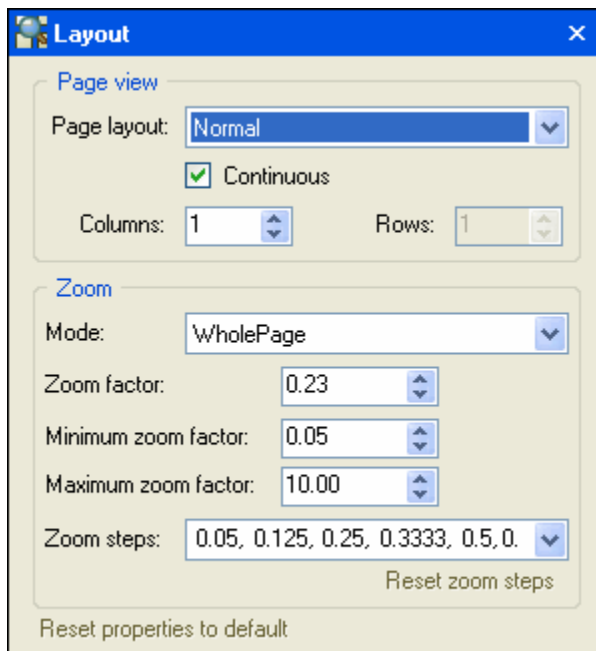 Layout
Page view
Page layout: Normal
Continuous
Columns: 1 Rows: 1
Zoom
Mode: WholePage
Zoom factor: 0.23
Minimum zoom factor: 0.05
Maximum zoom factor: 10.00
Zoom steps: 0.05, 0.125, 0.25, 0.3333, 0.5, 0.
Reset zoom steps
Reset properties to default